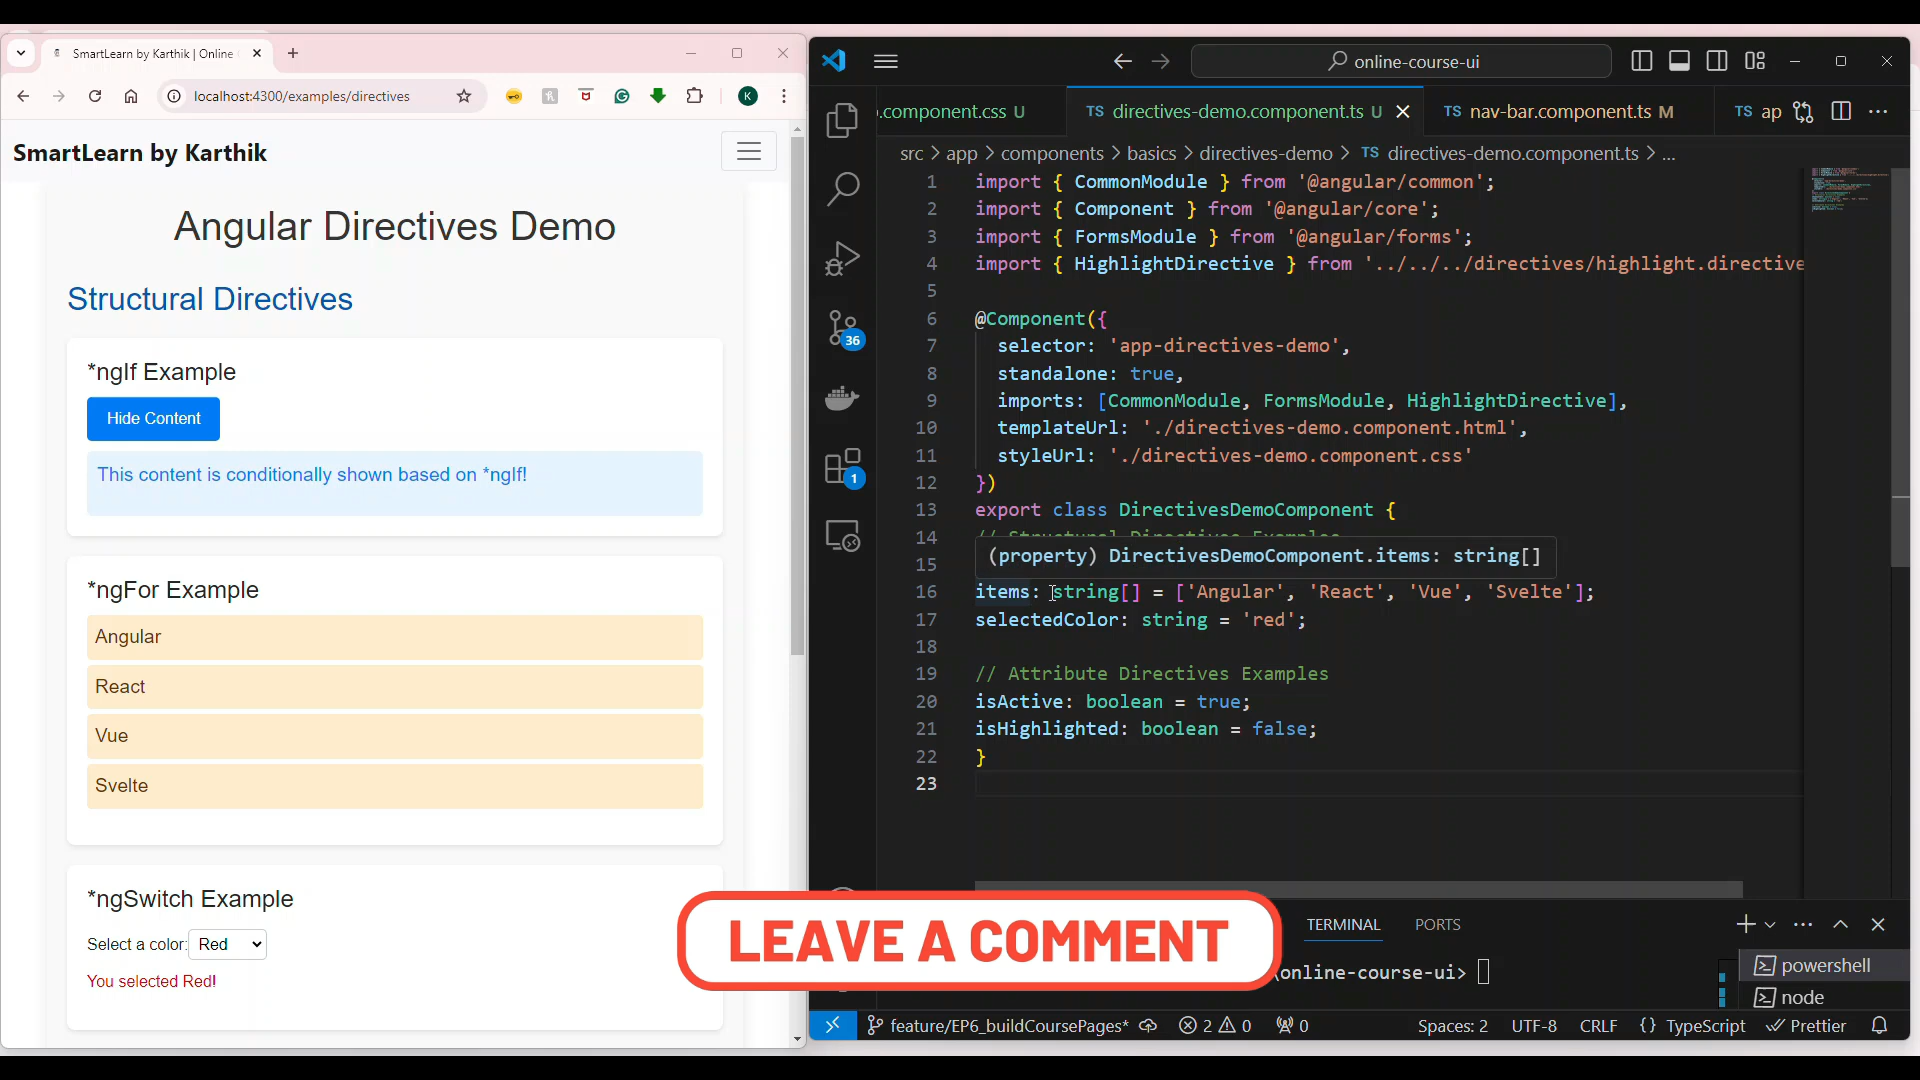 SmartLearn by Karthik | Online
localhost:4300/examples/directives
K
SmartLearn by Karthik
Angular Directives Demo
Structural Directives
*ngIf Example
Hide Content
This content is conditionally shown based on *ngIf!
*ngFor Example
Angular
React
Vue
Svelte
*ngSwitch Example
Select a color: Red
You selected Red!
online-course-ui
.component.css U
TS directives-demo.component.ts U
TS nav-bar.component.ts M
TS ap
src > app > components > basics > directives-demo > TS directives-demo.component.ts > ...
36
1
1 import { CommonModule } from '@angular/common';
2 import { Component } from '@angular/core';
3 import { FormsModule } from '@angular/forms';
4 import { HighlightDirective } from '../../../directives/highlight.directive
5
6 @Component({
7 selector: 'app-directives-demo',
8 standalone: true,
9 imports: [CommonModule, FormsModule, HighlightDirective],
10 templateUrl: './directives-demo.component.html',
11 styleUrl: './directives-demo.component.css'
12 })
13 export class DirectivesDemoComponent {
14 // Structural Directives Examples
(property) DirectivesDemoComponent.items: string[]
15
16 items: string[] = ['Angular', 'React', 'Vue', 'Svelte'];
17 selectedColor: string = 'red';
18
19 // Attribute Directives Examples
20 isActive: boolean = true;
21 isHighlighted: boolean = false;
22 }
23
LEAVE A COMMENT
TERMINAL PORTS
\online-course-ui>
powershell
node
feature/EP6_buildCoursePages* 2 0 0 Spaces: 2 UTF-8 CRLF {} TypeScript Prettier